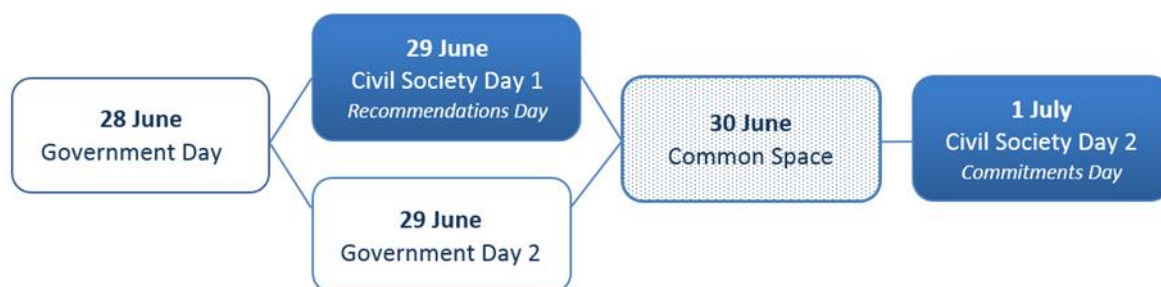 28 June
Government Day
29 June
Civil Society Day 1
Recommendations Day
29 June
Government Day 2
30 June
Common Space
1 July
Civil Society Day 2
Commitments Day